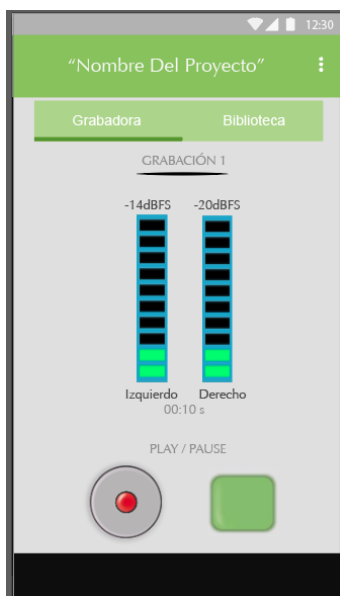 12:30
“Nombre Del Proyecto”
Grabadora Biblioteca
GRABACIÓN 1
-14dBFS -20dBFS
Izquierdo Derecho
00:10 s
PLAY / PAUSE